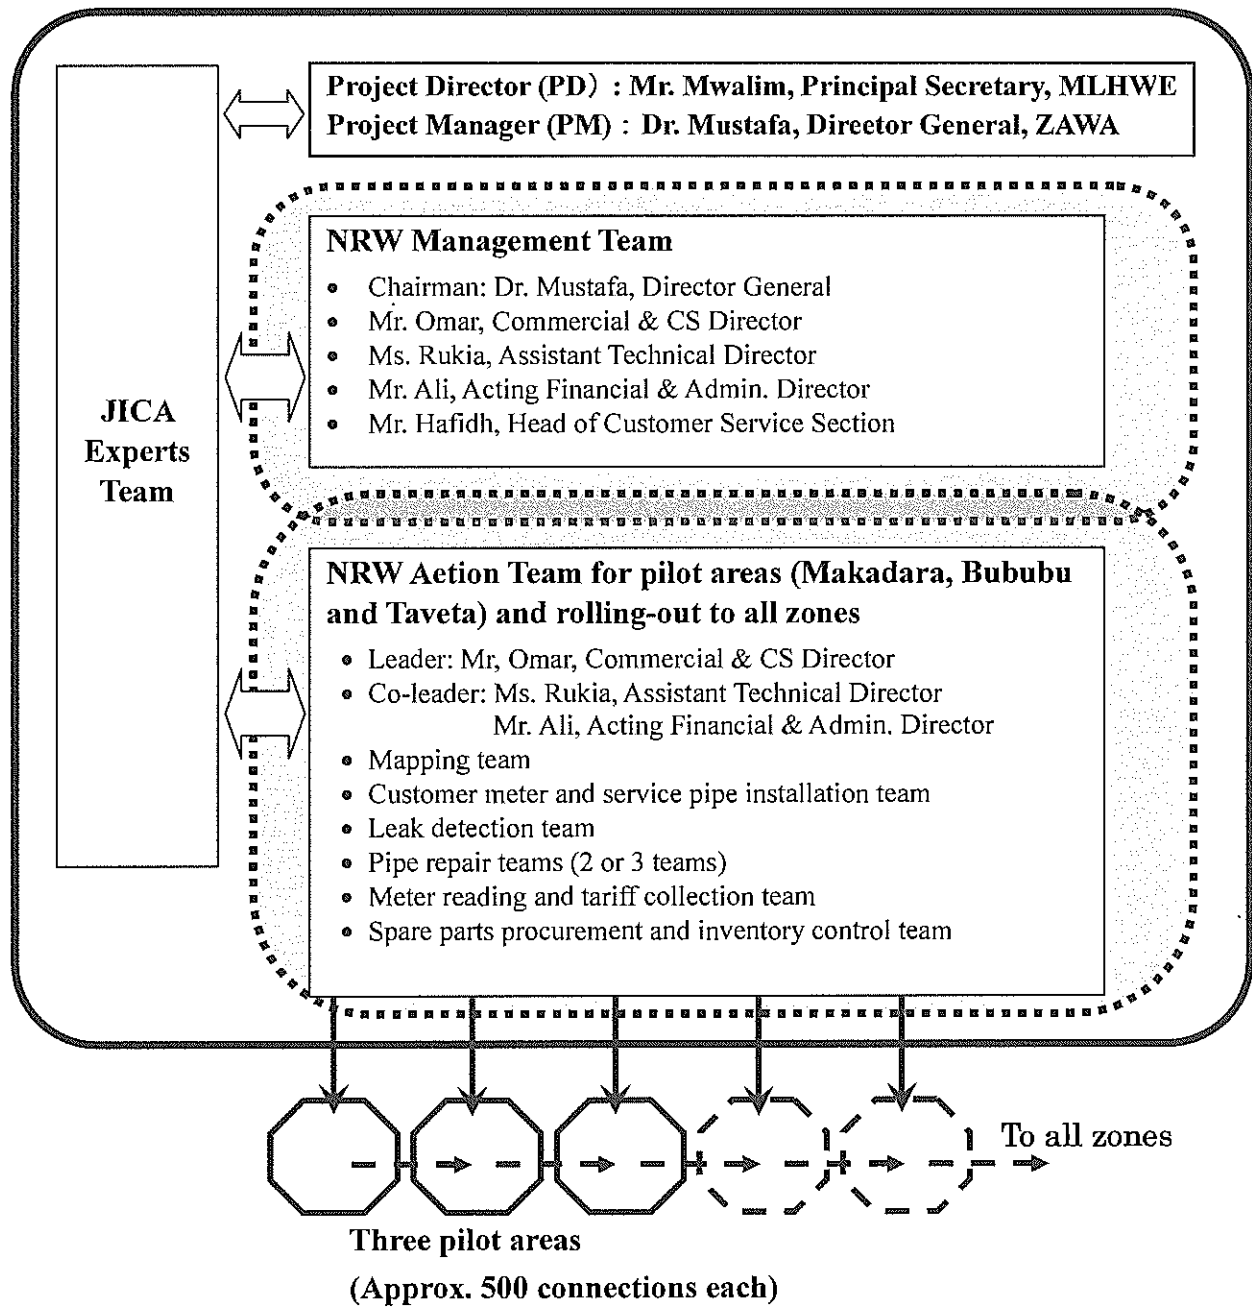 Project Director (PD) : Mr. Mwalim, Principal Secretary, MLHWE
Project Manager (PM) : Dr. Mustafa, Director General, ZAWA
NRW Management Team
• Chairman: Dr. Mustafa, Director General
• Mr. Omar, Commercial & CS Director
• Ms. Rukia, Assistant Technical Director
• Mr. Ali, Acting Financial & Admin. Director
• Mr. Hafidh, Head of Customer Service Section
JICA
Experts
Team
NRW Action Team for pilot areas (Makadara, Bububu
and Taveta) and rolling-out to all zones
• Leader: Mr, Omar, Commercial & CS Director
• Co-leader: Ms. Rukia, Assistant Technical Director
Mr. Ali, Acting Financial & Admin. Director
• Mapping team
• Customer meter and service pipe installation team
• Leak detection team
• Pipe repair teams (2 or 3 teams)
• Meter reading and tariff collection team
• Spare parts procurement and inventory control team
To all zones
Three pilot areas
(Approx. 500 connections each)